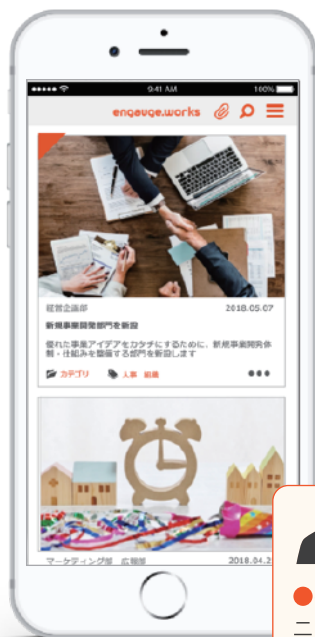 9:41 AM
100%
engauge.works
経営企画部
2018.05.07
新規事業開発部門を新設
優れた事業アイデアをカタチにするために、新規事業開発体
制・仕組みを整備する部門を新設します
カテゴリ
人事 組織
マーケティング部 広報部
2018.04.2